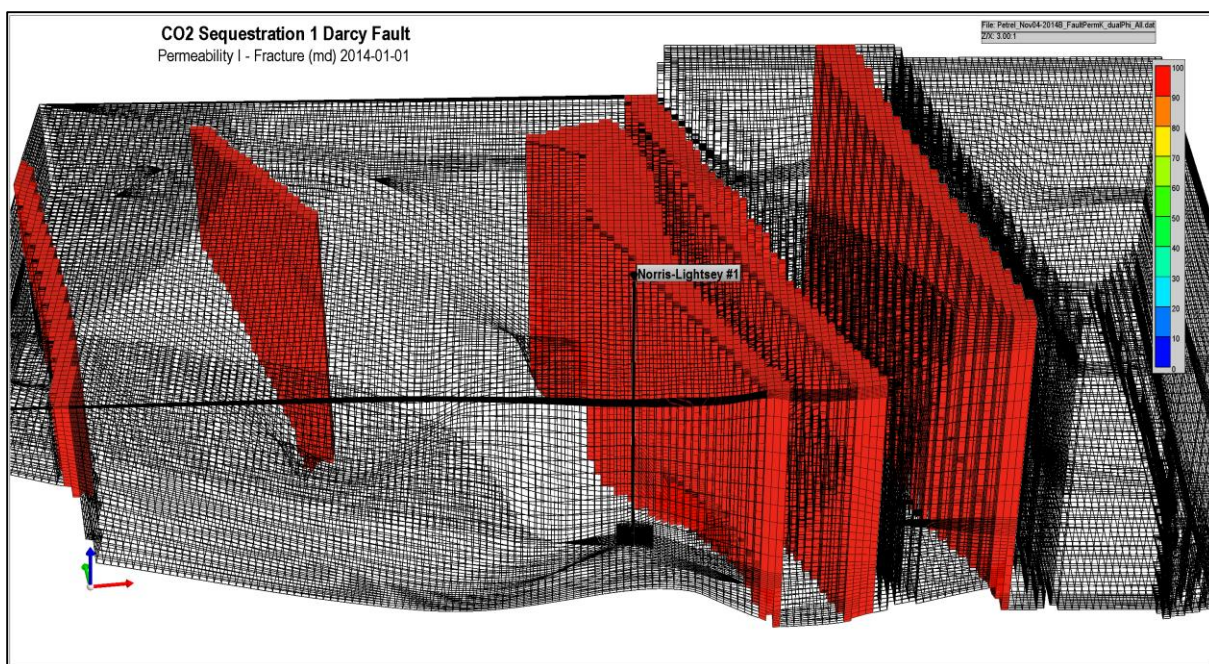 CO2 Sequestration 1 Darcy Fault
Permeability I - Fracture (md) 2014-01-01
File: Petrel_Nov04-2014B_FaultPermK_dualPhi_All.dat
Z/X: 3.00:1
100
90
80
70
60
50
40
30
20
10
0
Norris-Lightsey #1